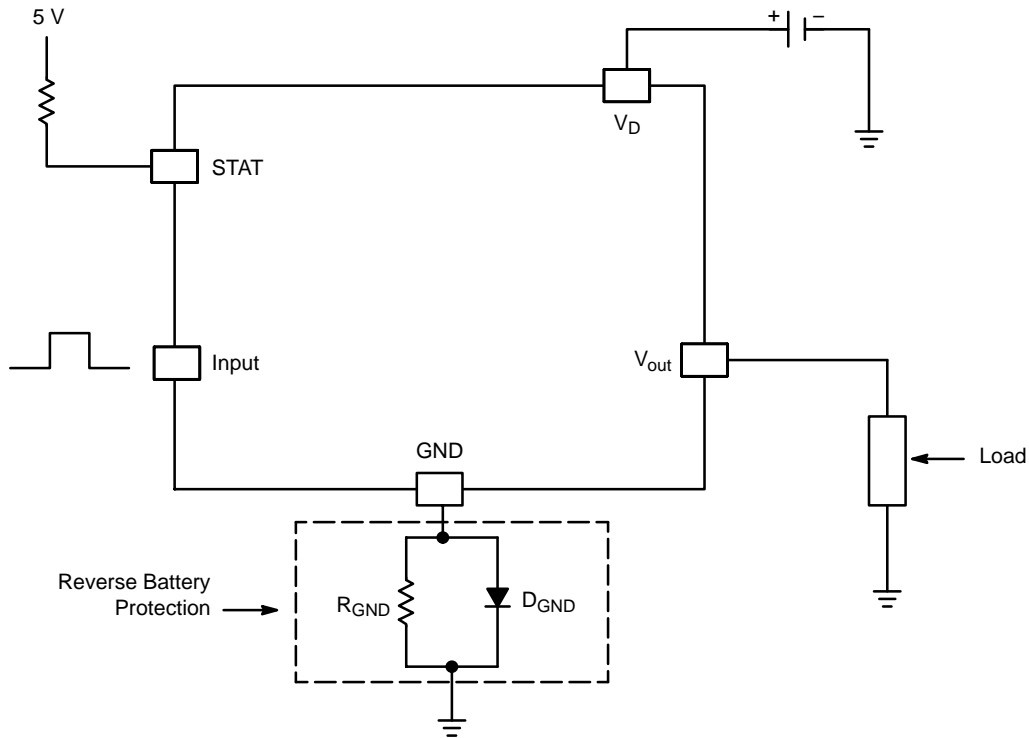 5 V
+ −
V_D
STAT
Input
V_out
GND
Load
Reverse Battery
Protection
R_GND
D_GND